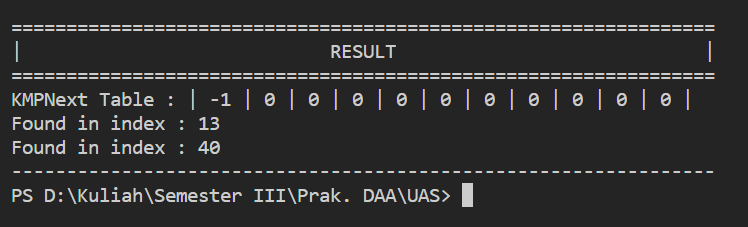 ================================================================
| RESULT |
================================================================
KMPNext Table : | -1 | 0 | 0 | 0 | 0 | 0 | 0 | 0 | 0 | 0 | 0 |
Found in index : 13
Found in index : 40
----------------------------------------------------------------
PS D:\Kuliah\Semester III\Prak. DAA\UAS>